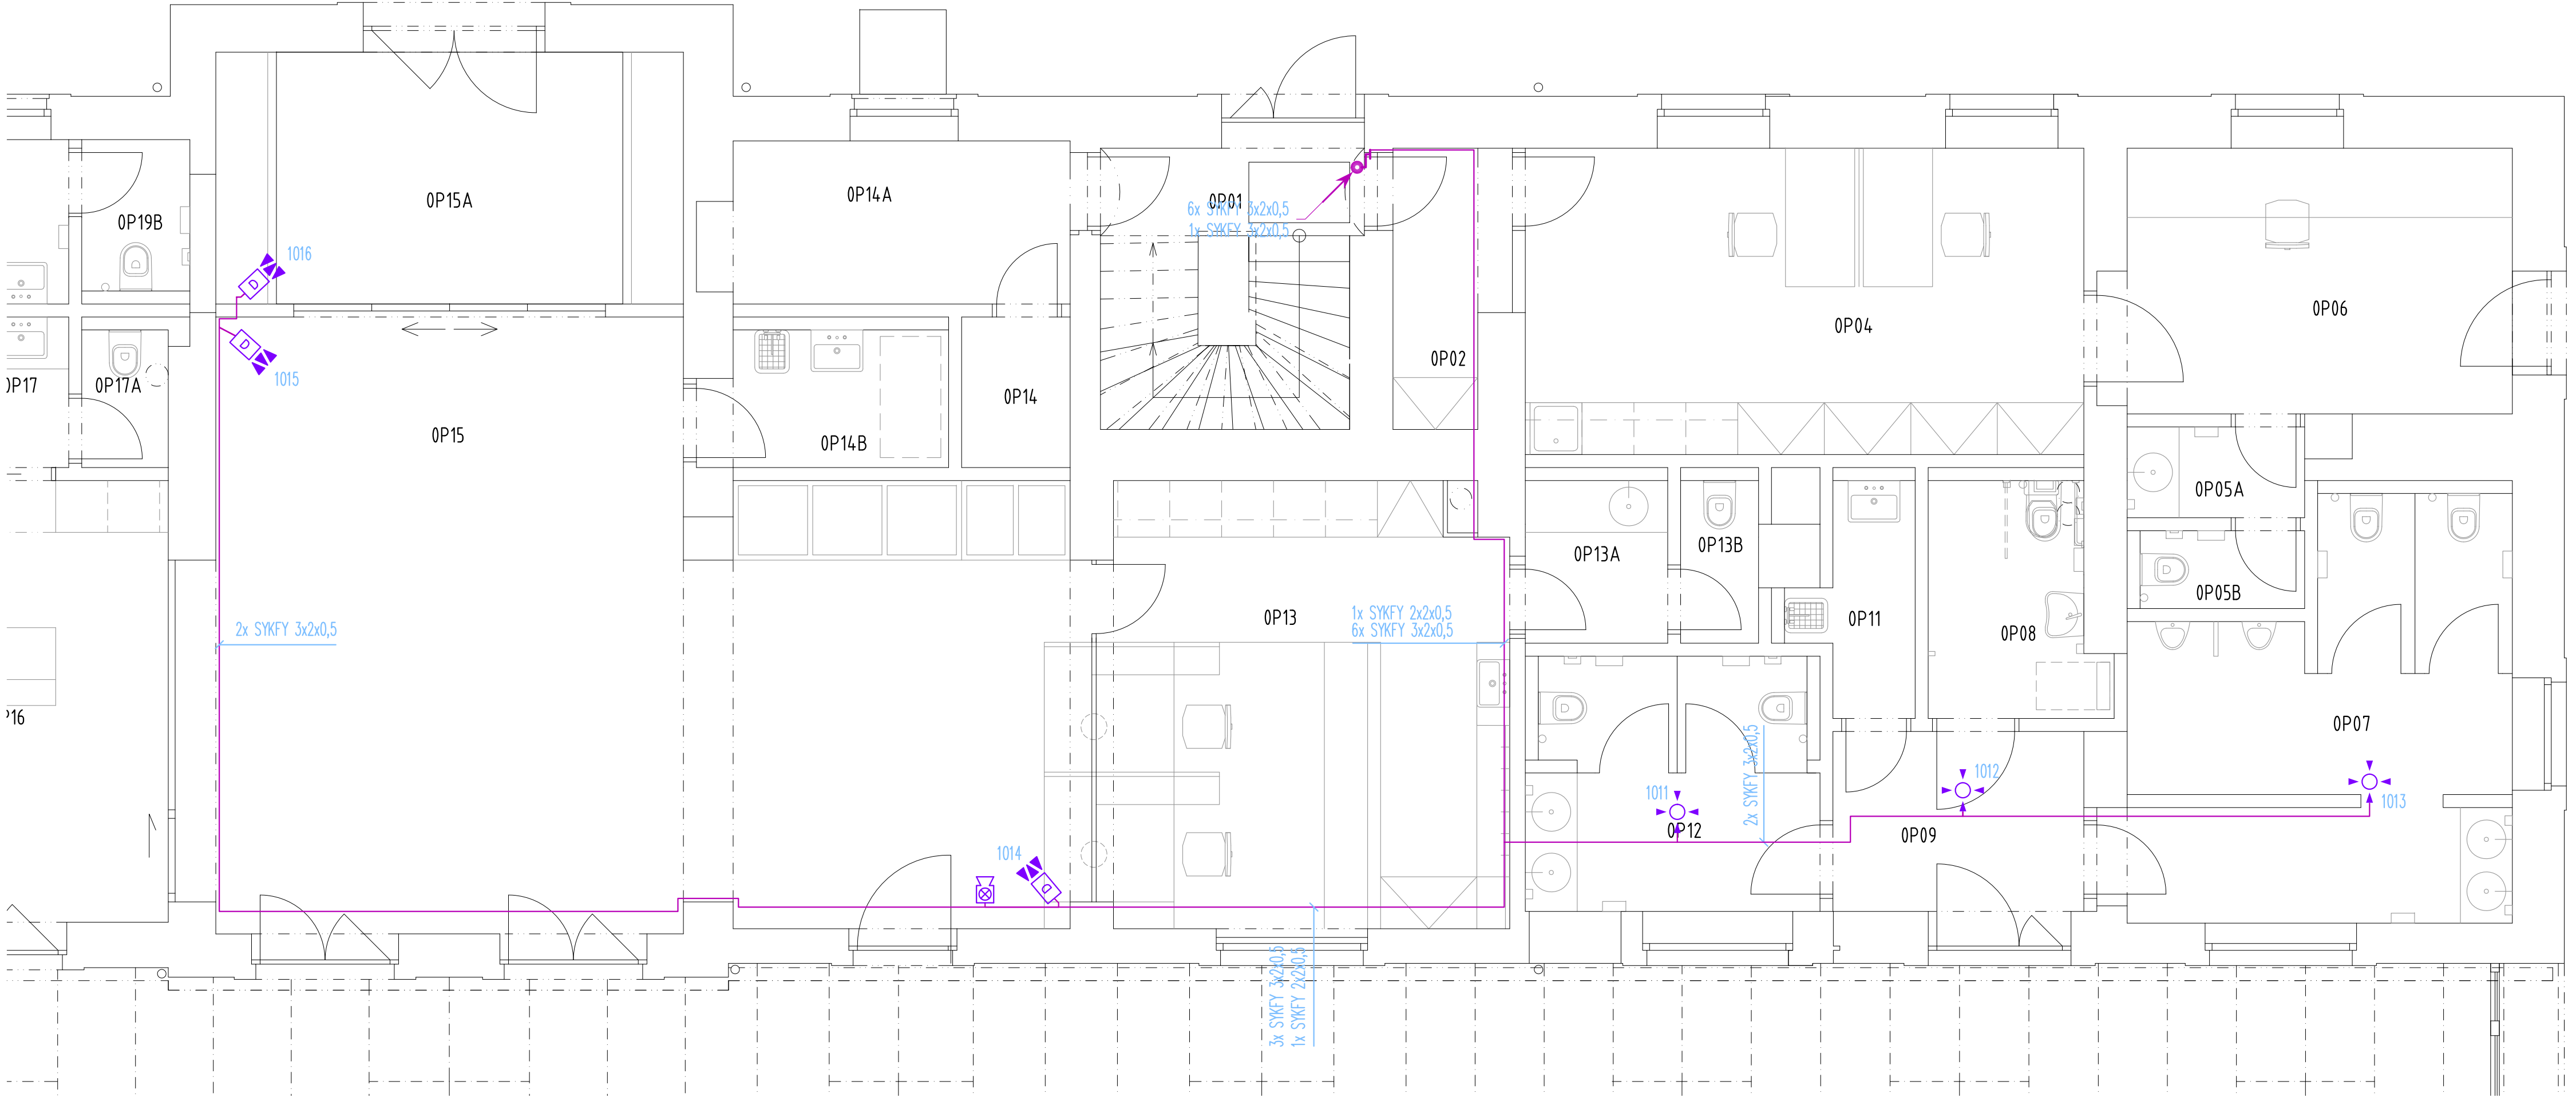 0P15A
0P14A
0P01
6x SYKFY 3x2x0,5
1x SYKFY 3x2x0,5
0P19B
1016
D
0P04
0P06
D
1015
0P02
0P17
0P17A
0P14
0P15
0P14B
0P05A
0P13A
0P13B
0P05B
0P13
1x SYKFY 2x2x0,5
6x SYKFY 3x2x0,5
0P11
0P08
2x SYKFY 3x2x0,5
P16
0P07
2x SYKFY 3x2x0,5
1012
1011
1013
0P12
0P09
1014
D
3x SYKFY 3x2x0,5
1x SYKFY 2x2x0,5